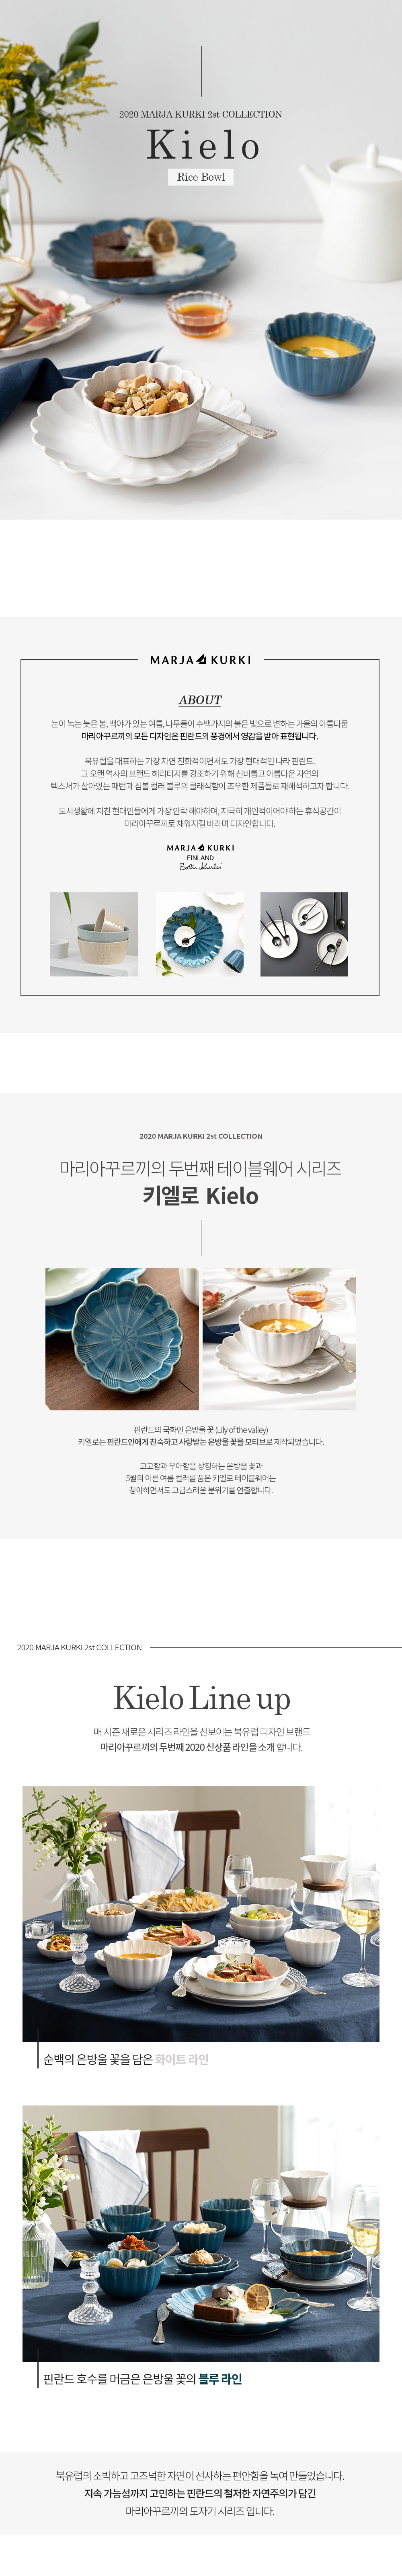 2020 MARJA KURKI 2st COLLECTION
Kielo
Rice Bowl
MARJA KURKI
ABOUT
눈이 녹는 늦은 봄, 백야가 있는 여름, 나무들이 수백가지의 붉은 빛으로 변하는 가을의 아름다움
마리아꾸르끼의 모든 디자인은 핀란드의 풍경에서 영감을 받아 표현됩니다.
북유럽을 대표하는 가장 자연 친화적이면서도 가장 현대적인 나라 핀란드.
그 오랜 역사의 브랜드 헤리티지를 강조하기 위해 신비롭고 아름다운 자연의
텍스처가 살아있는 패턴과 심볼 컬러 블루의 클래식함이 조우한 제품들로 재해석하고자 합니다.
도시생활에 지친 현대인들에게 가장 안락 해야하며, 지극히 개인적이어야 하는 휴식공간이
마리아꾸르끼로 채워지길 바라며 디자인합니다.
MARJA KURKI
FINLAND
2020 MARJA KURKI 2st COLLECTION
마리아꾸르끼의 두번째 테이블웨어 시리즈
키엘로 Kielo
핀란드의 국화인 은방울 꽃 (Lily of the valley)
키엘로는 핀란드인에게 친숙하고 사랑받는 은방울 꽃을 모티브로 제작되었습니다.
고고함과 우아함을 상징하는 은방울 꽃과
5월의 이른 여름 컬러를 품은 키엘로 테이블웨어는
청아하면서도 고급스러운 분위기를 연출합니다.
2020 MARJA KURKI 2st COLLECTION
Kielo Line up
매 시즌 새로운 시리즈 라인을 선보이는 북유럽 디자인 브랜드
마리아꾸르끼의 두번째 2020 신상품 라인을 소개 합니다.
순백의 은방울 꽃을 담은 화이트 라인
핀란드 호수를 머금은 은방울 꽃의 블루 라인
북유럽의 소박하고 고즈넉한 자연이 선사하는 편안함을 녹여 만들었습니다.
지속 가능성까지 고민하는 핀란드의 철저한 자연주의가 담긴
마리아꾸르끼의 도자기 시리즈 입니다.